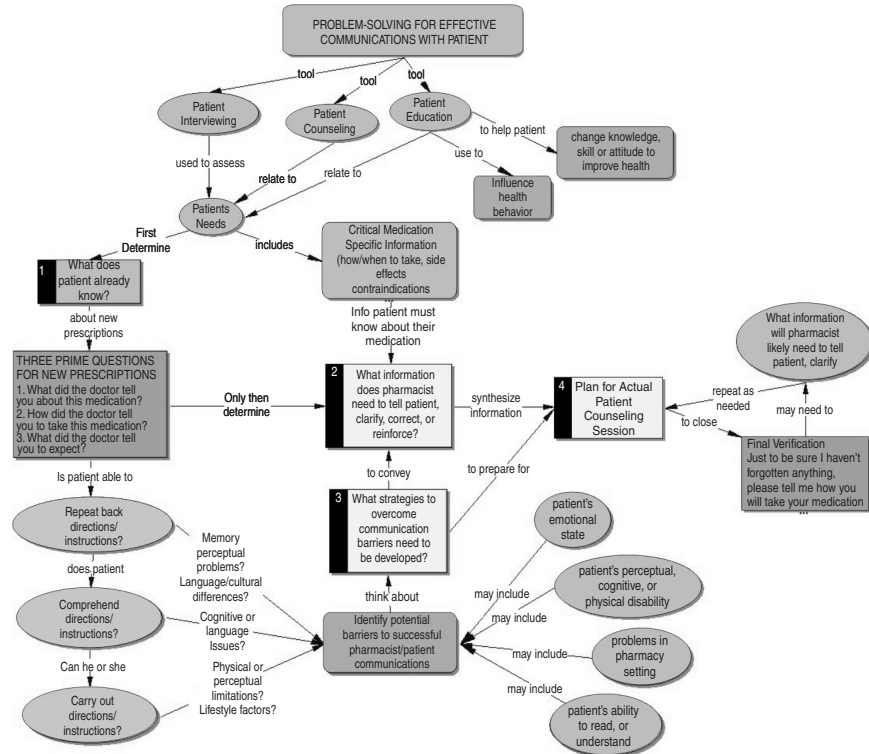 PROBLEM-SOLVING FOR EFFECTIVE
COMMUNICATIONS WITH PATIENT
tool
tool
tool
Patient
Interviewing
Patient
Counseling
Patient
Education
to help patient
change knowledge,
skill or attitude to
improve health
used to assess
relate to
relate to
use to
Influence
health
behavior
Patients
Needs
First
Determine
includes
Critical Medication
Specific Information
(how/when to take, side
effects
contraindications
...
1
What does
patient already
know?
about new
prescriptions
Info patient must
know about their
medication
What information
will pharmacist
likely need to tell
patient, clarify
THREE PRIME QUESTIONS
FOR NEW PRESCRIPTIONS
1. What did the doctor tell
you about this medication?
2. How did the doctor tell
you to take this medication?
3. What did the doctor tell
you to expect?
Only then
determine
2
What information
does pharmacist
need to tell patient,
clarify, correct, or
reinforce?
synthesize
information
4
Plan for Actual
Patient
Counseling
Session
repeat as
needed
may need to
to close
Final Verification
Just to be sure I haven't
forgotten anything,
please tell me how you
will take your medication
...
Is patient able to
to convey
to prepare for
Repeat back
directions/
instructions?
Memory
perceptual
problems?
Language/cultural
differences?
3
What strategies to
overcome
communication
barriers need to
be developed?
patient's
emotional
state
does patient
think about
may include
Comprehend
directions/
instructions?
Cognitive or
language
Issues?
Identify potential
barriers to successful
pharmacist/patient
communications
may include
patient's perceptual,
cognitive, or
physical disability
Can he or she
may include
problems in
pharmacy
setting
Physical or
perceptual
limitations?
Lifestyle factors?
Carry out
directions/
instructions?
may include
patient's ability
to read, or
understand